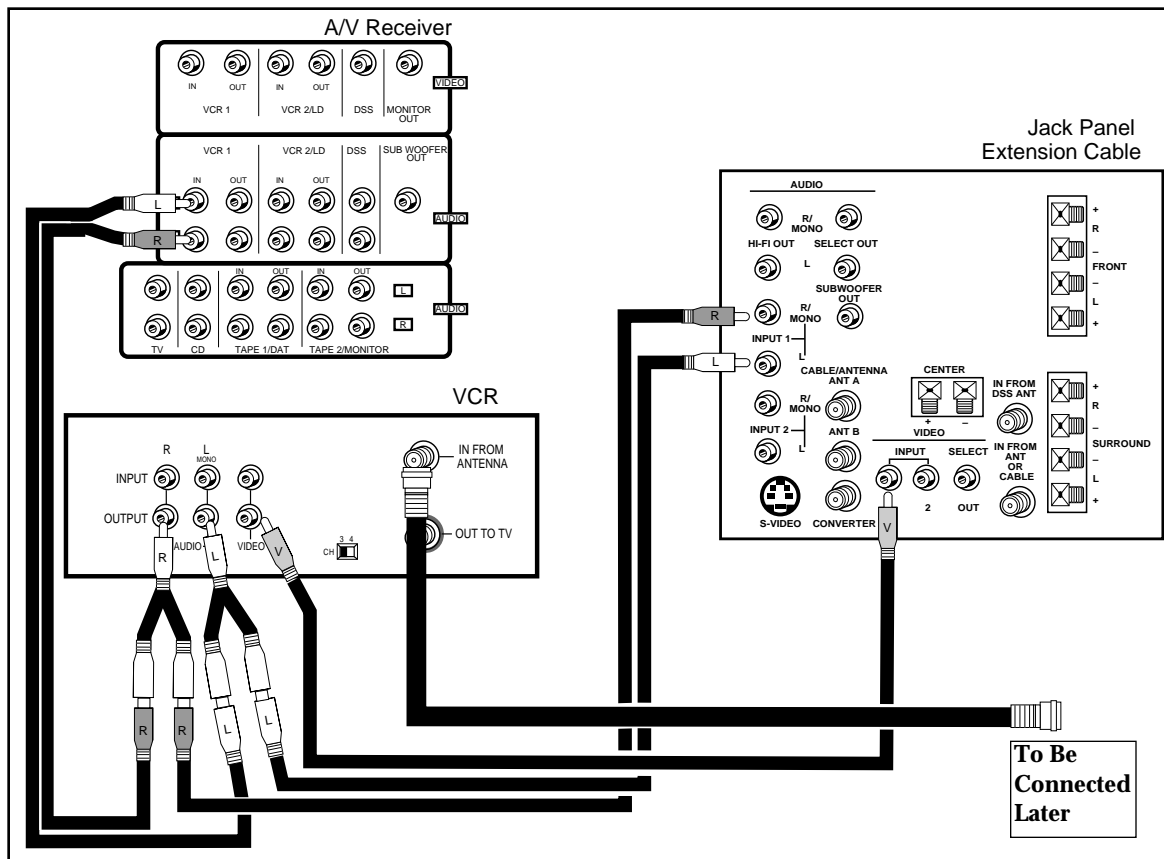 A/V Receiver
IN OUT IN OUT
VIDEO
VCR 1 VCR 2/LD DSS MONITOR OUT
VCR 1 VCR 2/LD DSS SUB WOOFER OUT
IN OUT IN OUT
L
R
AUDIO
IN OUT IN OUT
L
AUDIO
R
TV CD TAPE 1/DAT TAPE 2/MONITOR
Jack Panel
Extension Cable
AUDIO
R/
MONO
HI-FI OUT SELECT OUT
L
SUBWOOFER
OUT
R
R/
MONO
INPUT 1
L
L
CABLE/ANTENNA
ANT A
R/
MONO
INPUT 2
L
ANT B
S-VIDEO
CONVERTER
CENTER
+ –
VIDEO
INPUT SELECT
2 OUT
V
IN FROM
DSS ANT
IN FROM
ANT
OR
CABLE
+
R
–
FRONT
–
L
+
+
R
–
SURROUND
–
L
+
VCR
R L
MONO
INPUT
OUTPUT
AUDIO
VIDEO
R L V
3 4
CH
IN FROM
ANTENNA
OUT TO TV
R R L L
To Be
Connected
Later